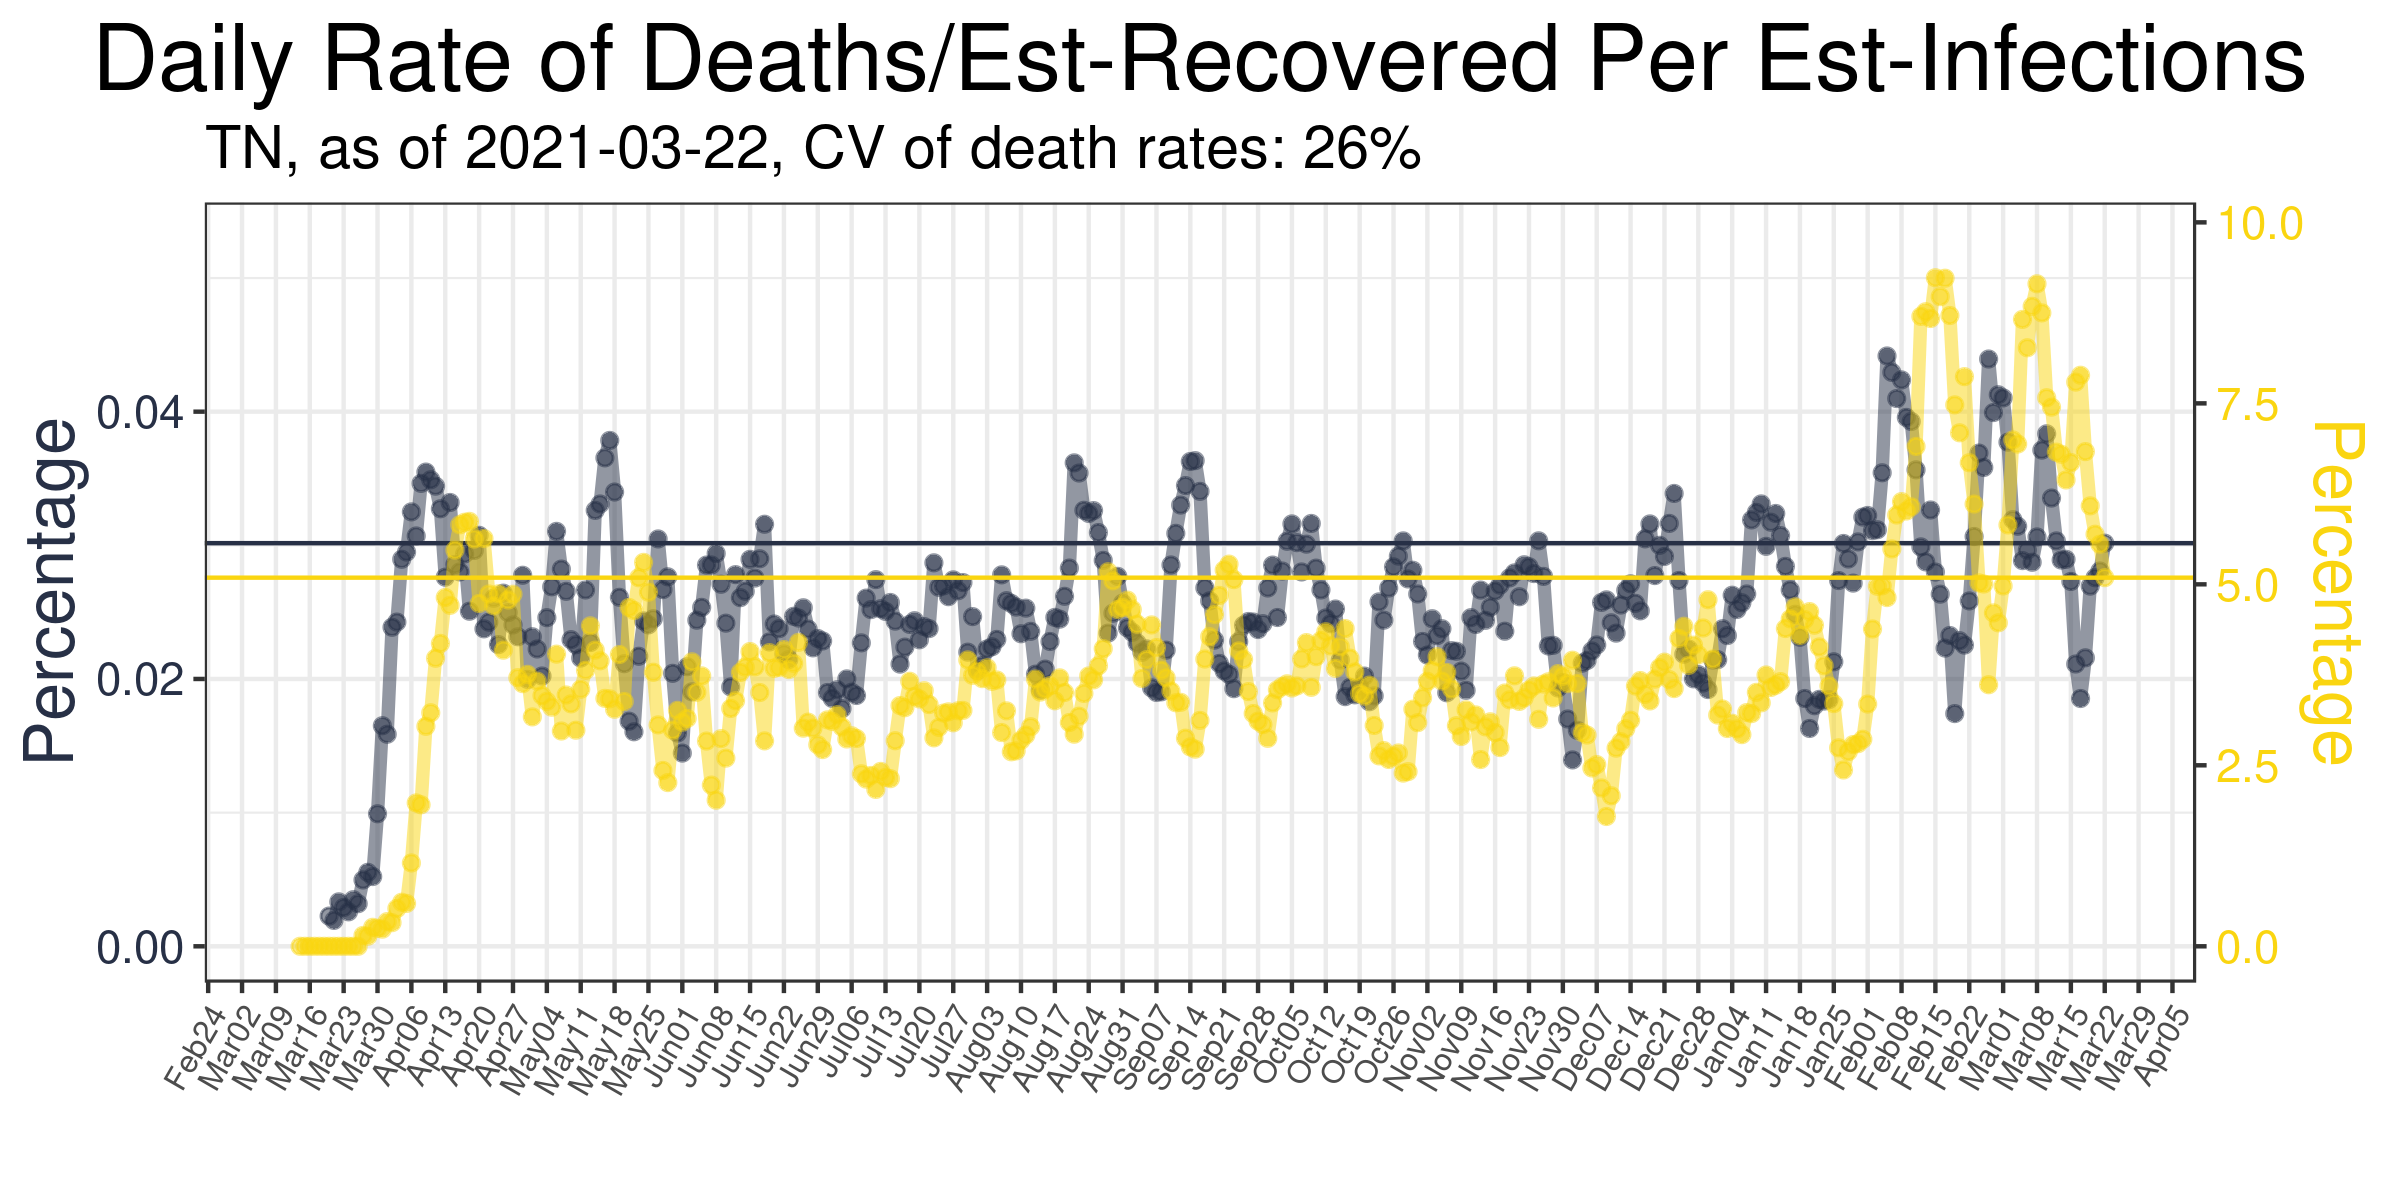 Daily Rate of Deaths/Est-Recovered Per Est-Infections
TN, as of 2021-03-22, CV of death rates: 26%
Percentage
0.04
0.02
0.00
10.0
7.5
5.0
2.5
0.0
Percentage
Feb24
Mar02
Mar09
Mar16
Mar23
Mar30
Apr06
Apr13
Apr20
Apr27
May04
May11
May18
May25
Jun01
Jun08
Jun15
Jun22
Jun29
Jul06
Jul13
Jul20
Jul27
Aug03
Aug10
Aug17
Aug24
Aug31
Sep07
Sep14
Sep21
Sep28
Oct05
Oct12
Oct19
Oct26
Nov02
Nov09
Nov16
Nov23
Nov30
Dec07
Dec14
Dec21
Dec28
Jan04
Jan11
Jan18
Jan25
Feb01
Feb08
Feb15
Feb22
Mar01
Mar08
Mar15
Mar22
Mar29
Apr05